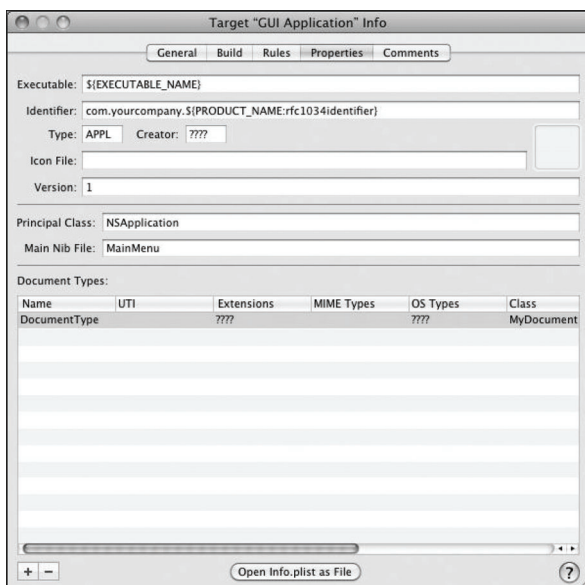 Target “GUI Application” Info
General Build Rules Properties Comments
Executable: ${EXECUTABLE_NAME}
Identifier: com.yourcompany.${PRODUCT_NAME:rfc1034identifier}
Type: APPL Creator: ????
Icon File:
Version: 1
Principal Class: NSApplication
Main Nib File: MainMenu
Document Types:
Name UTI Extensions MIME Types OS Types Class
DocumentType ???? ???? MyDocument
+ − Open Info.plist as File ?